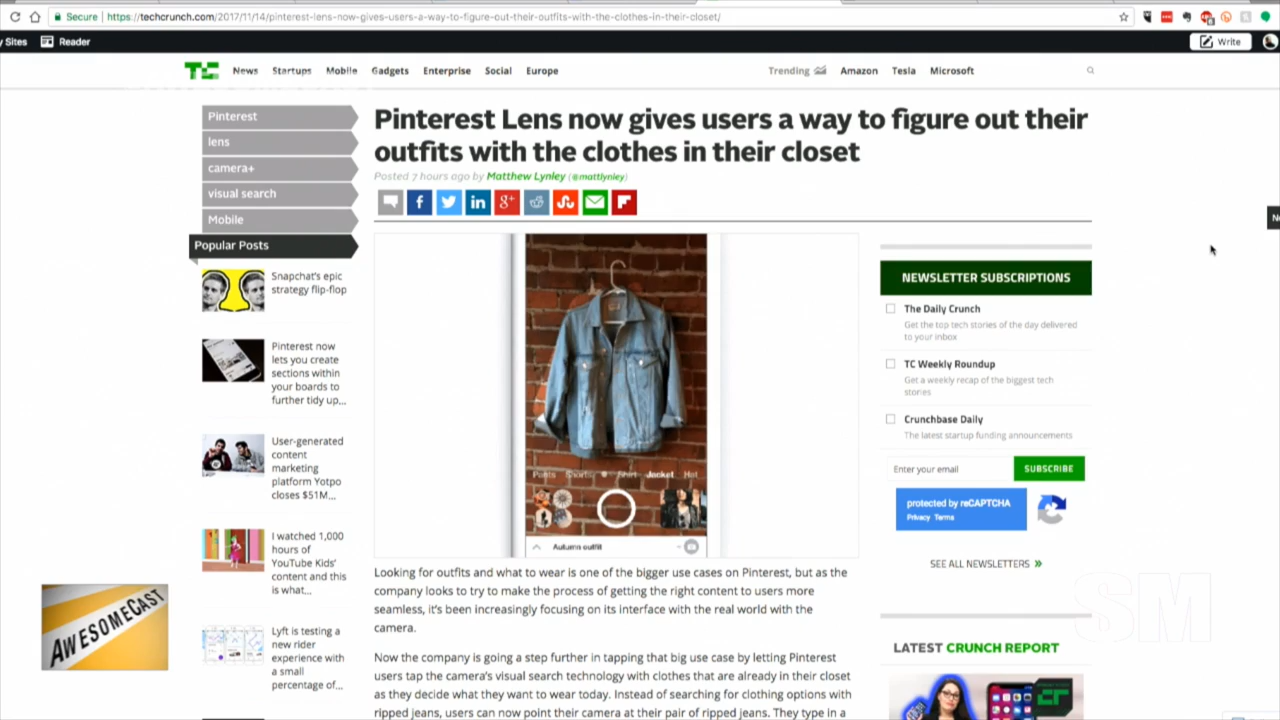 Secure
https://techcrunch.com/2017/11/14/pinterest-lens-now-gives-users-a-way-to-figure-out-their-outfits-with-the-clothes-in-their-closet/
y Sites
Reader
Write
TC
News
Startups
Mobile
Gadgets
Enterprise
Social
Europe
Trending
Amazon
Tesla
Microsoft
Pinterest
lens
camera+
visual search
Mobile
Popular Posts
Snapchat's epic
strategy flip-flop
Pinterest now
lets you create
sections within
your boards to
further tidy up...
User-generated
content
marketing
platform Yotpo
closes $51M...
I watched 1,000
hours of
YouTube Kids'
content and this
is what...
Lyft is testing a
new rider
experience with
a small
percentage of...
AWESOMECAST
Pinterest Lens now gives users a way to figure out their
outfits with the clothes in their closet
Posted 7 hours ago by Matthew Lynley (@mattlynley)
Posts Shorts Shirt Jacket Hat
Autumn outfit
Looking for outfits and what to wear is one of the bigger use cases on Pinterest, but as the
company looks to try to make the process of getting the right content to users more
seamless, it's been increasingly focusing on its interface with the real world with the
camera.
Now the company is going a step further in tapping that big use case by letting Pinterest
users tap the camera's visual search technology with clothes that are already in their closet
as they decide what they want to wear today. Instead of searching for clothing options with
ripped jeans, users can now point their camera at their pair of ripped jeans. They type in a
NEWSLETTER SUBSCRIPTIONS
The Daily Crunch
Get the top tech stories of the day delivered
to your inbox
TC Weekly Roundup
Get a weekly recap of the biggest tech
stories
Crunchbase Daily
The latest startup funding announcements
Enter your email
SUBSCRIBE
protected by reCAPTCHA
Privacy Terms
SEE ALL NEWSLETTERS »
SM
LATEST CRUNCH REPORT